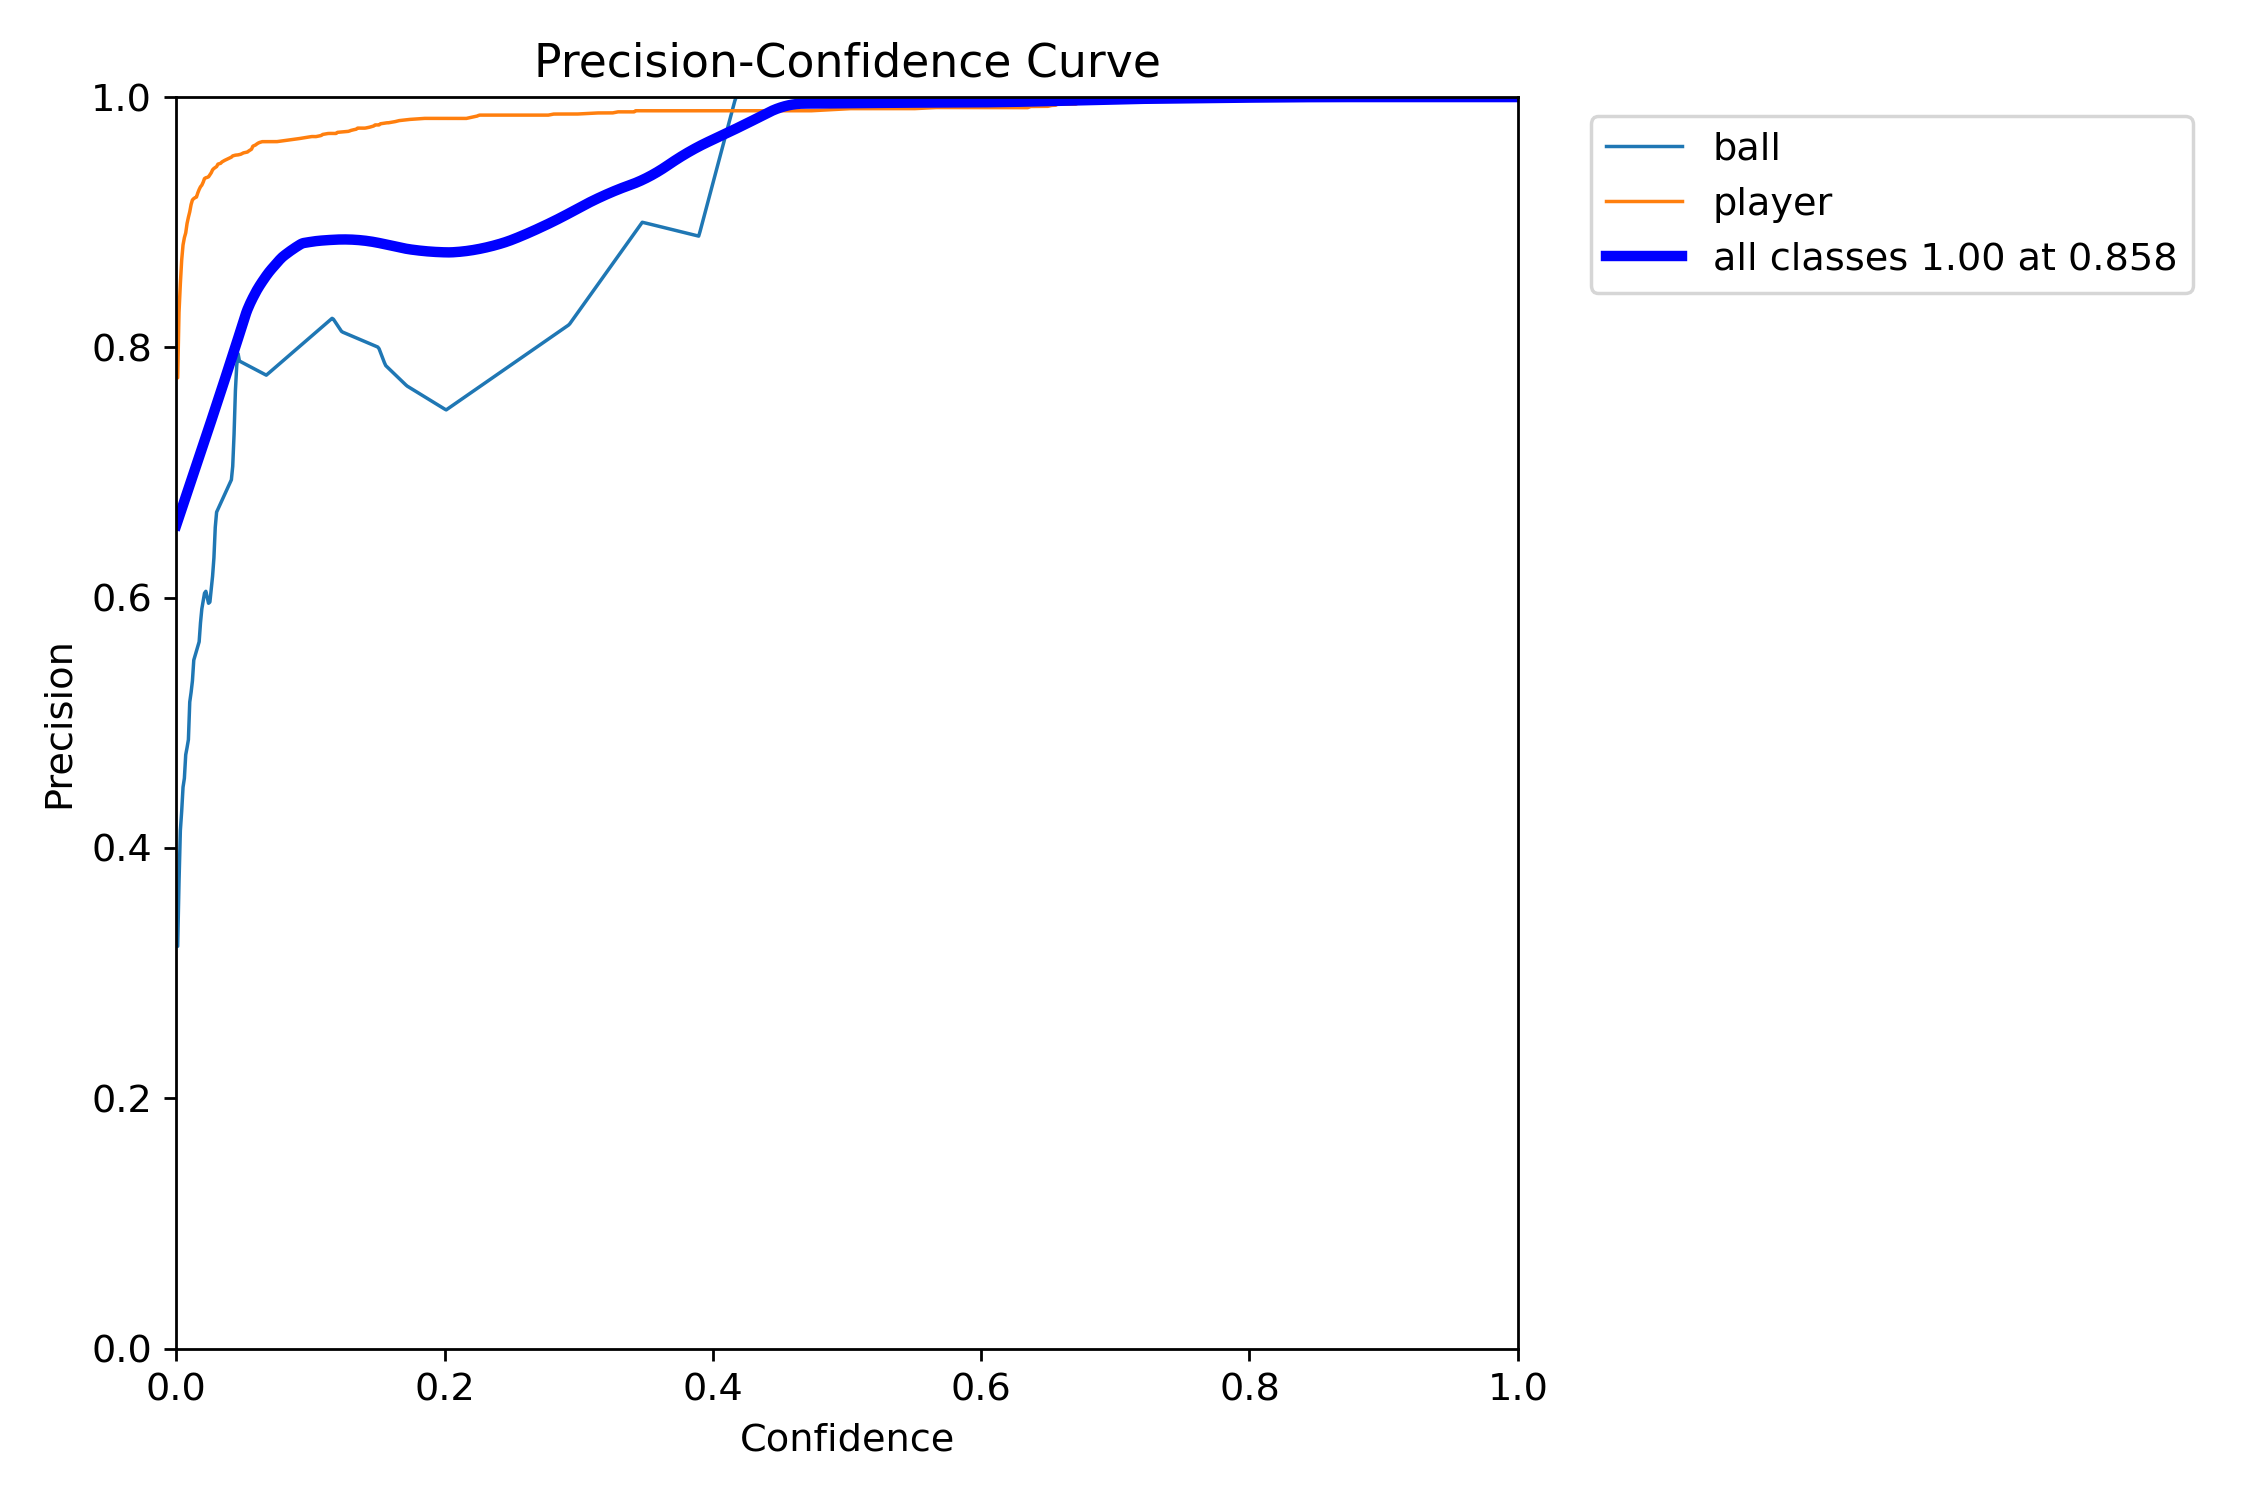 Precision-Confidence Curve
1.0
0.8
0.6
0.4
0.2
0.0
Precision
0.0 0.2 0.4 0.6 0.8 1.0
Confidence
ball
player
all classes 1.00 at 0.858